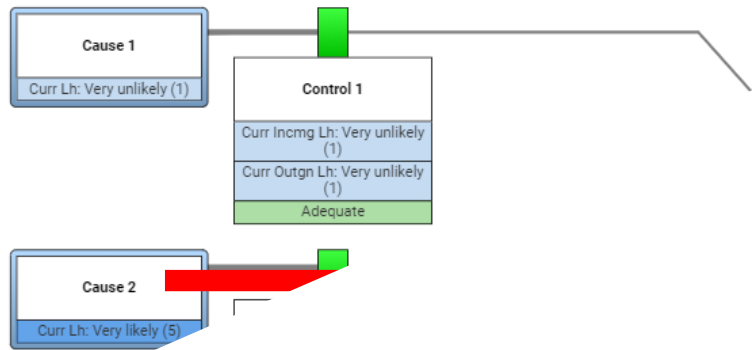 Cause 1
Curr Lh: Very unlikely (1)
Control 1
Curr Incmg Lh: Very unlikely
(1)
Curr Outgn Lh: Very unlikely
(1)
Adequate
Cause 2
Curr Lh: Very likely (5)